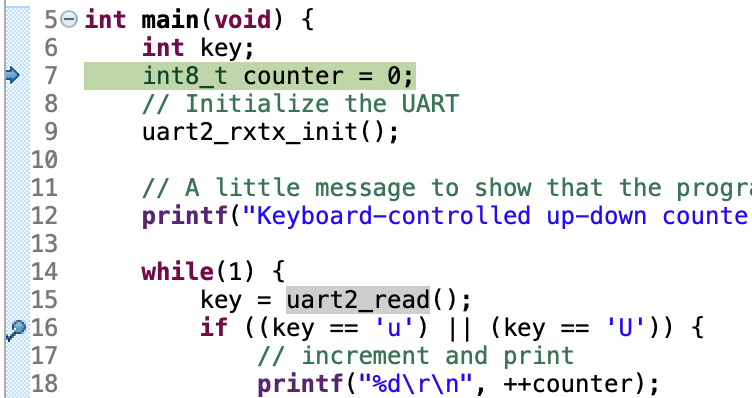 5 int main(void) {
6 int key;
7 int8_t counter = 0;
8 // Initialize the UART
9 uart2_rxtx_init();
10
11 // A little message to show that the progra
12 printf("Keyboard-controlled up-down counte
13
14 while(1) {
15 key = uart2_read();
16 if ((key == 'u') || (key == 'U')) {
17 // increment and print
18 printf("%d\r\n", ++counter);